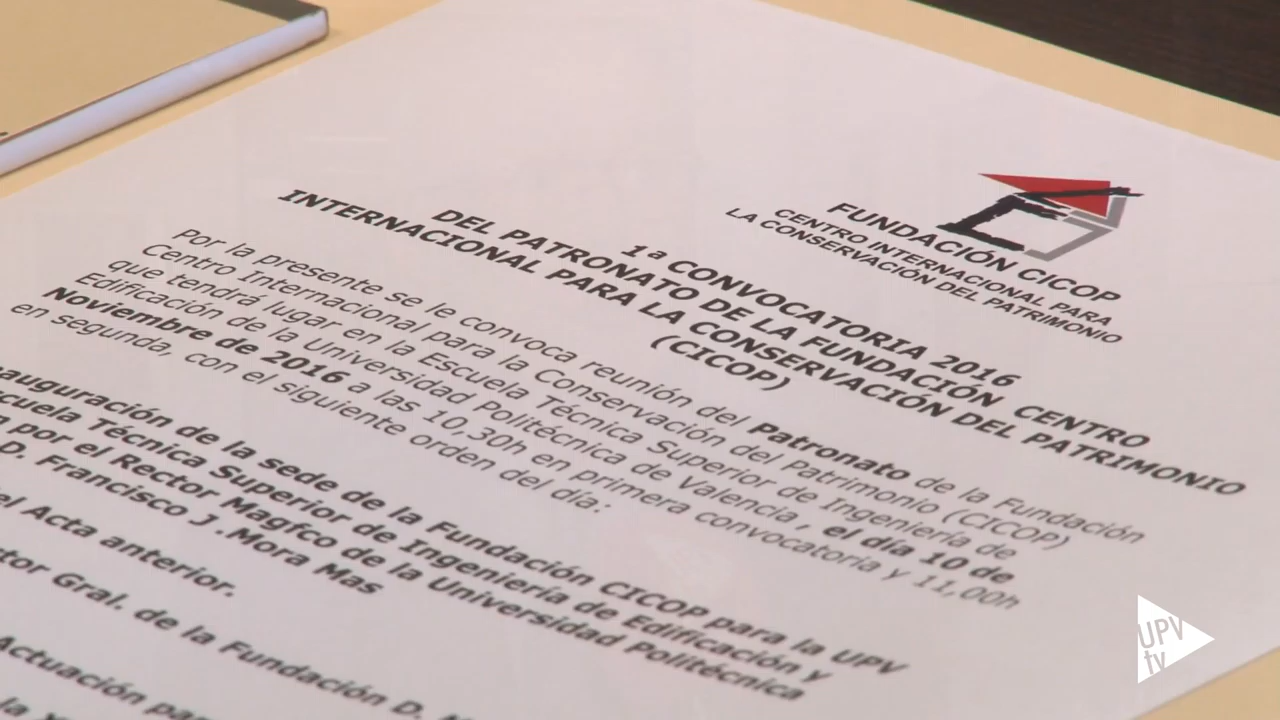 FUNDACIÓN CICOP
CENTRO INTERNACIONAL PARA
LA CONSERVACIÓN DEL PATRIMONIO
1ª CONVOCATORIA 2016
DEL PATRONATO DE LA FUNDACIÓN CENTRO
INTERNACIONAL PARA LA CONSERVACIÓN DEL PATRIMONIO
(CICOP)
Por la presente se le convoca reunión del Patronato de la Fundación
Centro Internacional para la Conservación del Patrimonio (CICOP)
que tendrá lugar en la Escuela Técnica Superior de Ingeniería de
Edificación de la Universidad Politécnica de Valencia , el día 10 de
Noviembre de 2016 a las 10,30h en primera convocatoria y 11,00h
en segunda, con el siguiente orden del día:
auguración de la sede de la Fundación CICOP para la UPV
scuela Técnica Superior de Ingeniería de Edificación y
por el Rector Magfco de la Universidad Politécnica
D. Francisco J .Mora Mas
el Acta anterior.
tor Gral. de la Fundación D.
Actuación par
la
UPV
tv